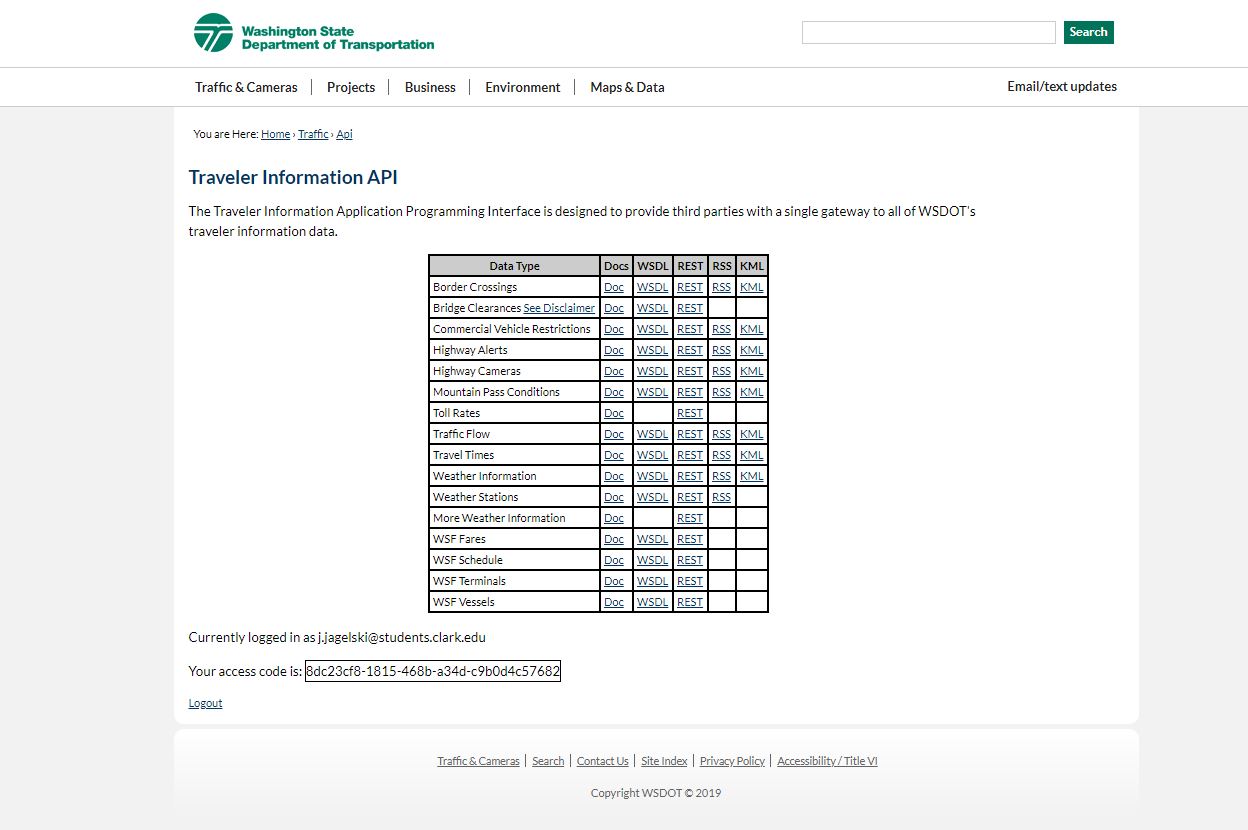 Washington State
Department of Transportation
Search
Traffic & Cameras
Projects
Business
Environment
Maps & Data
Email/text updates
You are Here: Home › Traffic › Api
Traveler Information API
The Traveler Information Application Programming Interface is designed to provide third parties with a single gateway to all of WSDOT's
traveler information data.
Data Type Docs WSDL REST RSS KML
Border Crossings Doc WSDL REST RSS KML
Bridge Clearances See Disclaimer Doc WSDL REST
Commercial Vehicle Restrictions Doc WSDL REST RSS KML
Highway Alerts Doc WSDL REST RSS KML
Highway Cameras Doc WSDL REST RSS KML
Mountain Pass Conditions Doc WSDL REST RSS KML
Toll Rates Doc REST
Traffic Flow Doc WSDL REST RSS KML
Travel Times Doc WSDL REST RSS KML
Weather Information Doc WSDL REST RSS KML
Weather Stations Doc WSDL REST RSS
More Weather Information Doc REST
WSF Fares Doc WSDL REST
WSF Schedule Doc WSDL REST
WSF Terminals Doc WSDL REST
WSF Vessels Doc WSDL REST
Currently logged in as j.jagelski@students.clark.edu
Your access code is: 8dc23cf8-1815-468b-a34d-c9b0d4c57682
Logout
Traffic & Cameras | Search | Contact Us | Site Index | Privacy Policy | Accessibility / Title VI
Copyright WSDOT © 2019